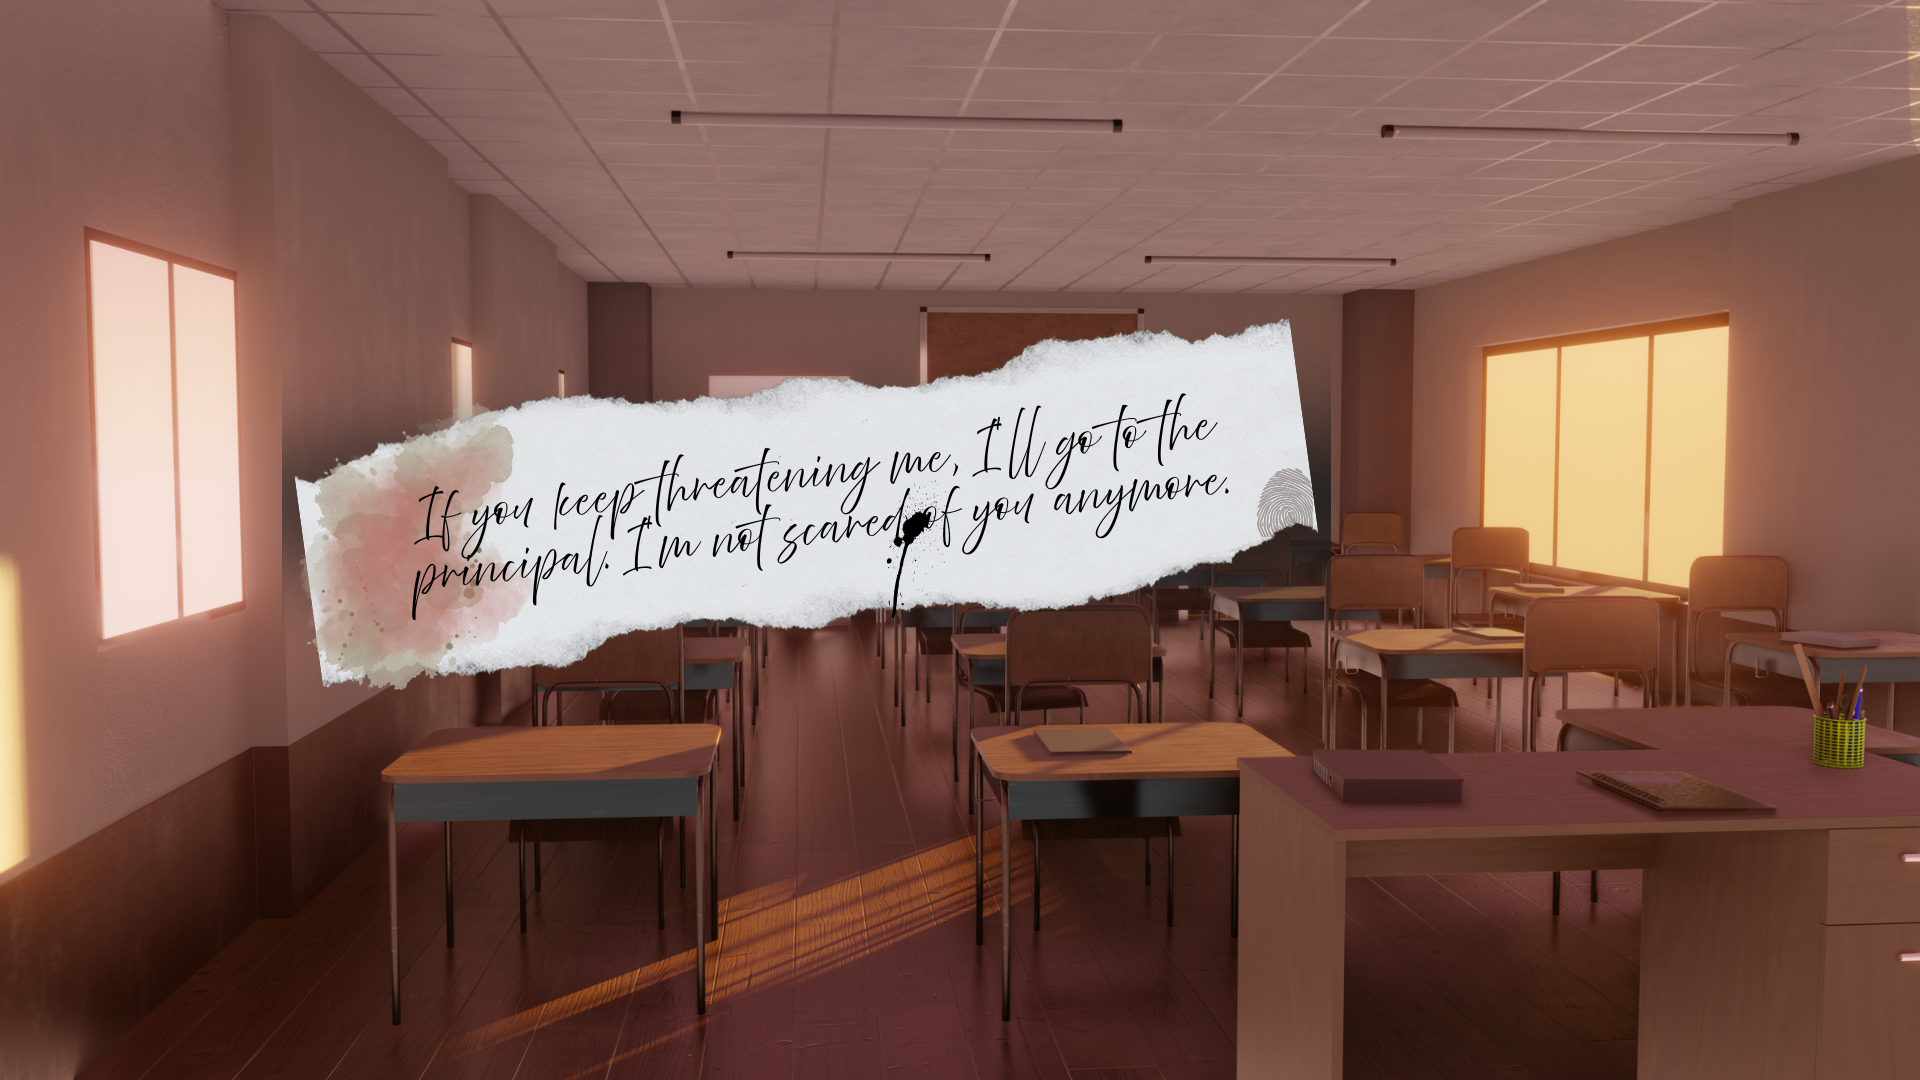 If you keep threatening me, I'll go to the
principal. I'm not scared of you anymore.